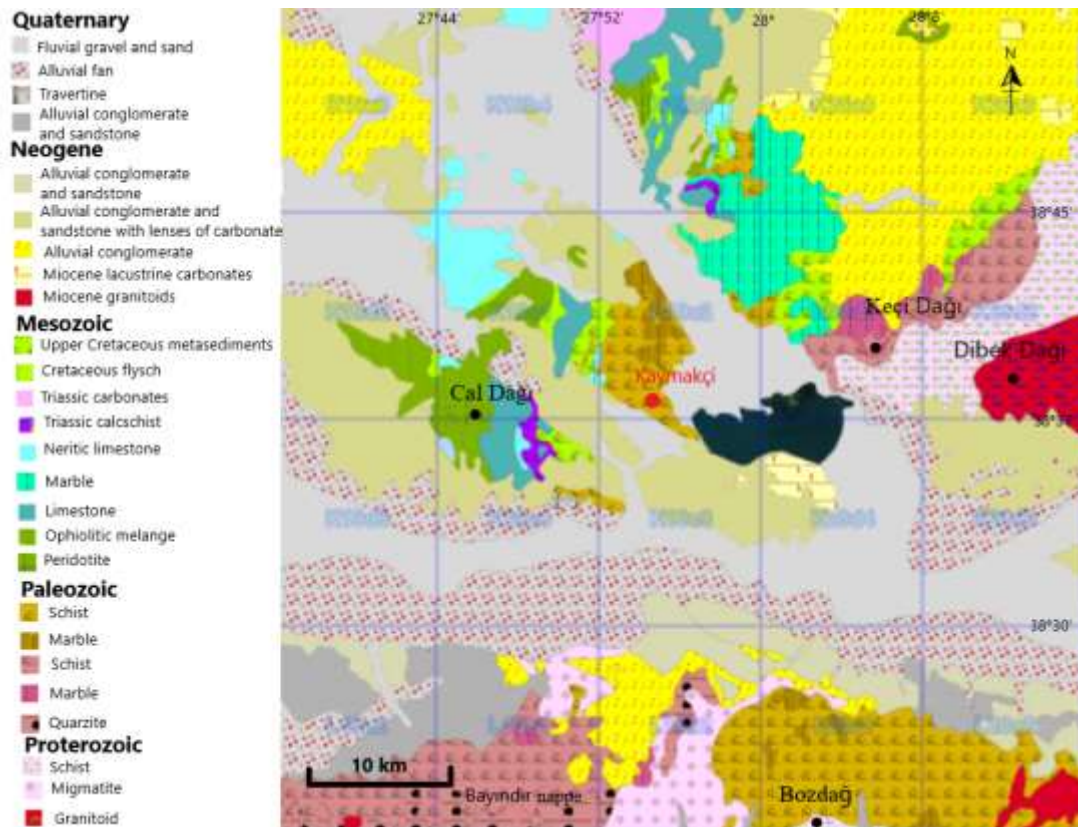 Quaternary
Fluvial gravel and sand
Alluvial fan
Travertine
Alluvial conglomerate
and sandstone
Neogene
Alluvial conglomerate
and sandstone
Alluvial conglomerate and
sandstone with lenses of carbonate
Alluvial conglomerate
Miocene lacustrine carbonates
Miocene granitoids
Mesozoic
Upper Cretaceous metasediments
Cretaceous flysch
Triassic carbonates
Triassic calcschist
Neritic limestone
Marble
Limestone
Ophiolitic melange
Peridotite
Paleozoic
Schist
Marble
Schist
Marble
Quartzite
Proterozoic
Schist
Migmatite
Granitoid
27°44'
27°52'
28°
28°8'
N
38°45'
Keçi Dağı
Dibek Dağı
Kaymakçı
Cal Dağı
38°30'
10 km
Bayındır nappe
Bozdağ